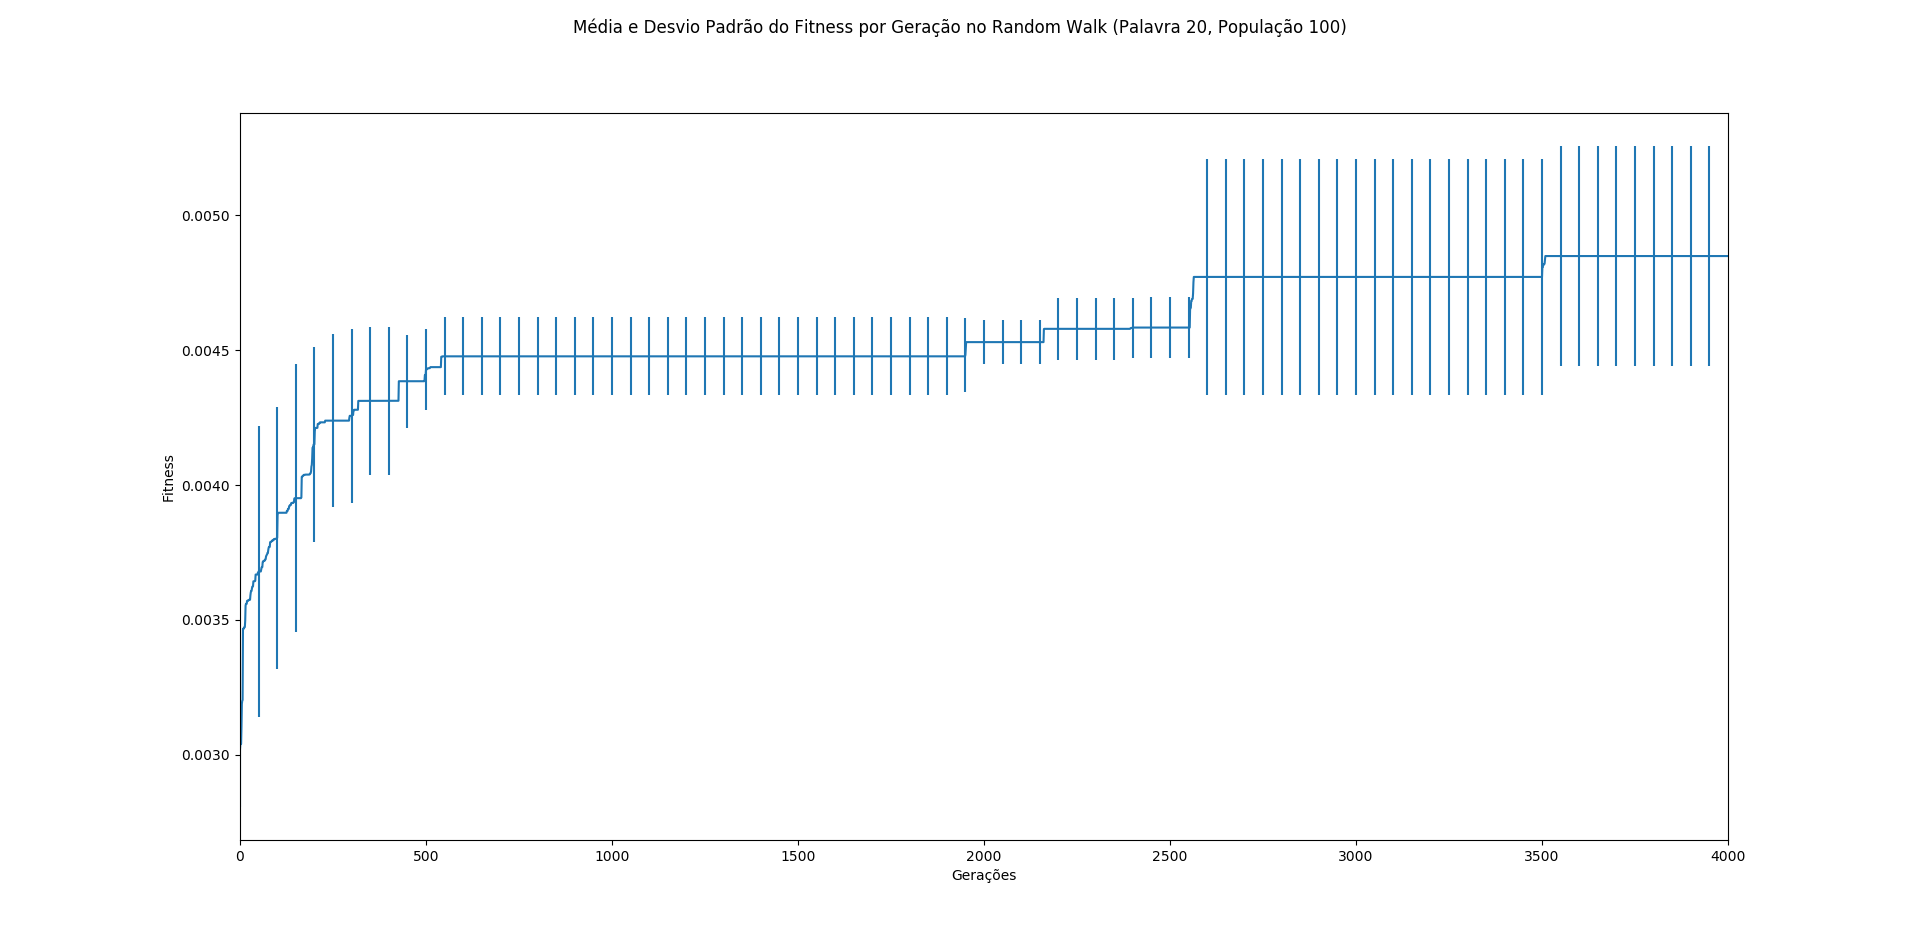 Média e Desvio Padrão do Fitness por Geração no Random Walk (Palavra 20, População 100)
0.0050
0.0045
0.0040
Fitness
0.0035
0.0030
0 500 1000 1500 2000 2500 3000 3500 4000
Gerações